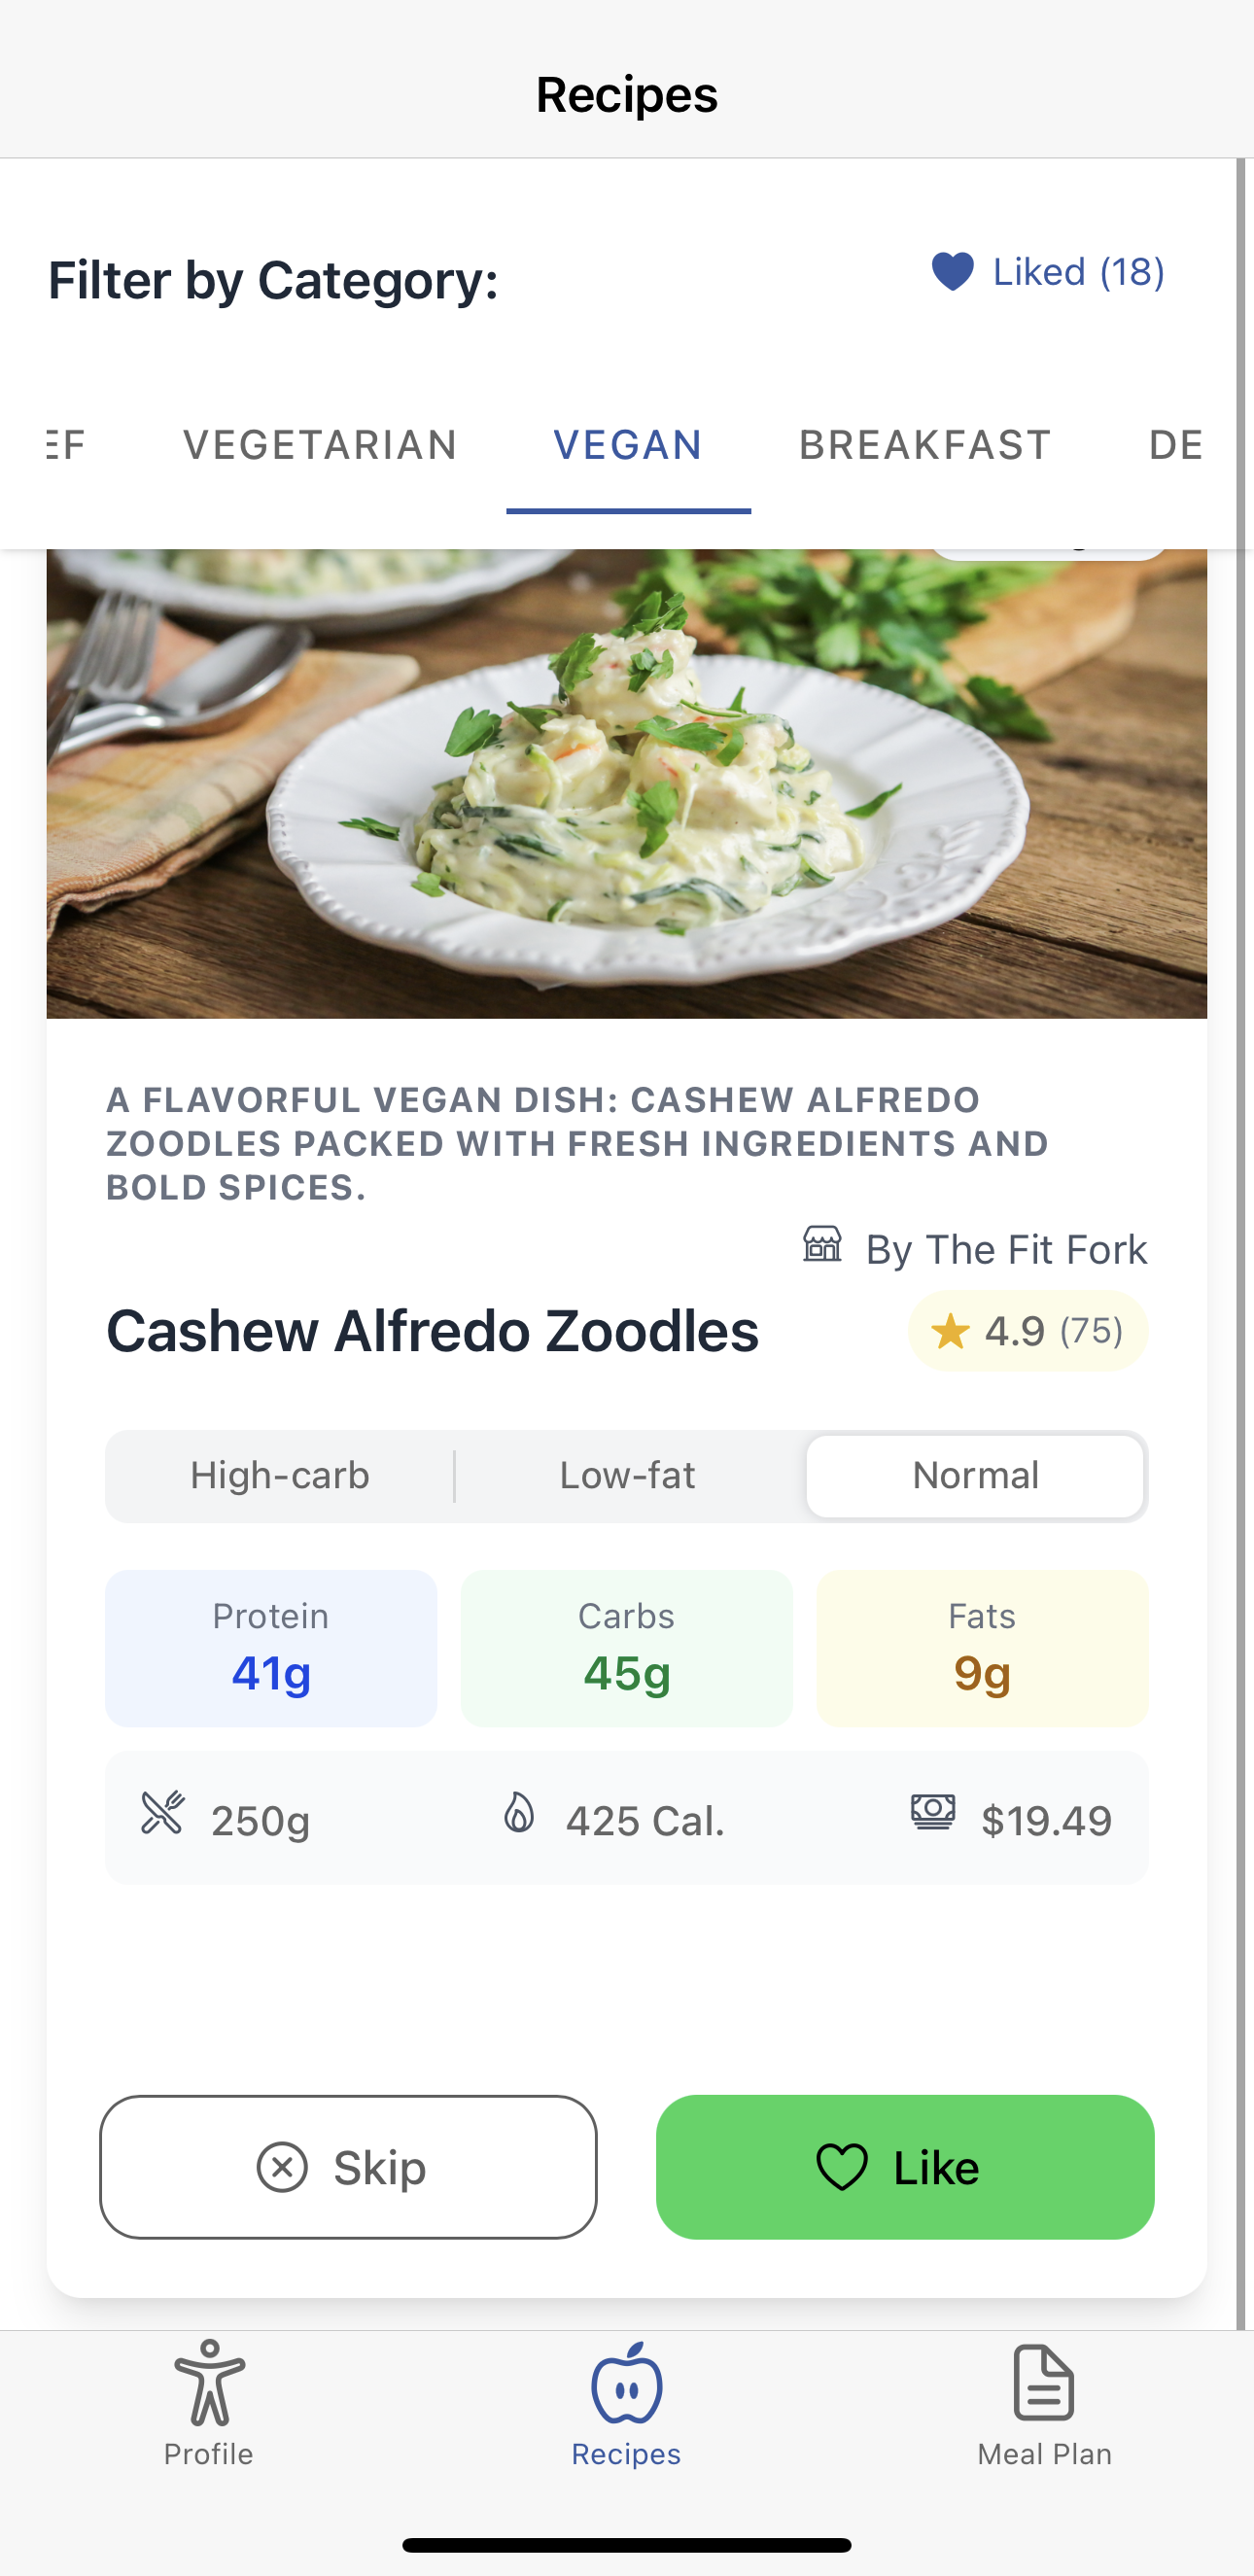 Recipes
Filter by Category:
Liked (18)
EF VEGETARIAN VEGAN BREAKFAST DE
A FLAVORFUL VEGAN DISH: CASHEW ALFREDO
ZOODLES PACKED WITH FRESH INGREDIENTS AND
BOLD SPICES.
By The Fit Fork
Cashew Alfredo Zoodles
4.9 (75)
High-carb Low-fat Normal
Protein Carbs Fats
41g 45g 9g
250g 425 Cal. $19.49
Skip Like
Profile Recipes Meal Plan